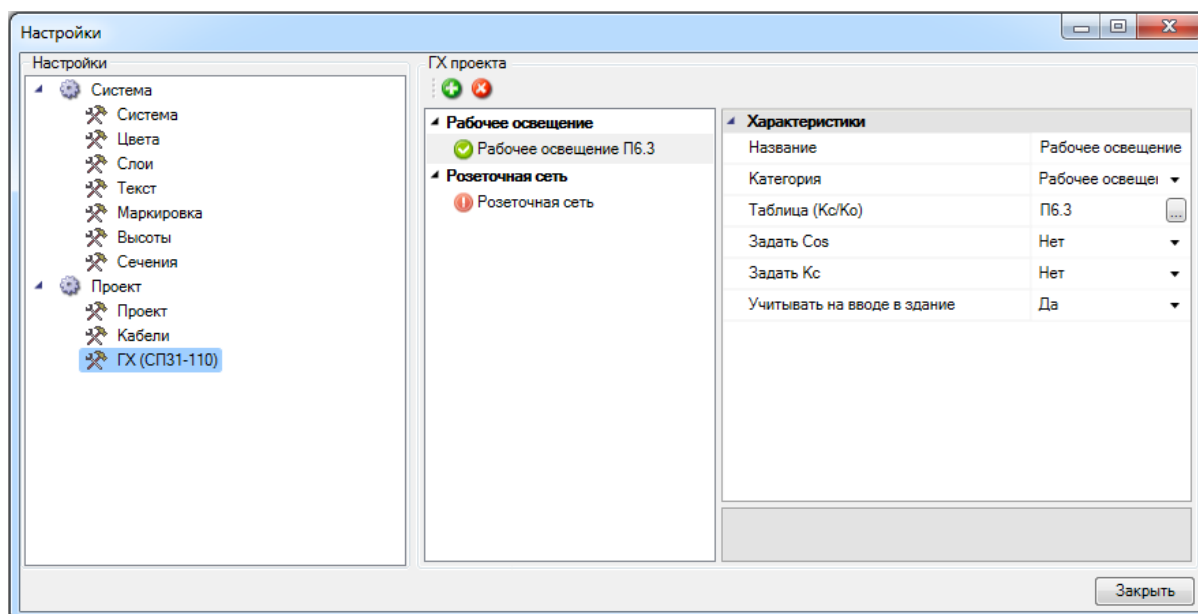 Настройки
Настройки
Система
Система
Цвета
Слои
Текст
Маркировка
Высоты
Сечения
Проект
Проект
Кабели
ГХ (СП31-110)
ГХ проекта
Рабочее освещение
Рабочее освещение П6.3
Розеточная сеть
Розеточная сеть
Характеристики
Название Рабочее освещение
Категория Рабочее освещен
Таблица (Кс/Ко) П6.3 ...
Задать Cos Нет
Задать Кс Нет
Учитывать на вводе в здание Да
Закрыть